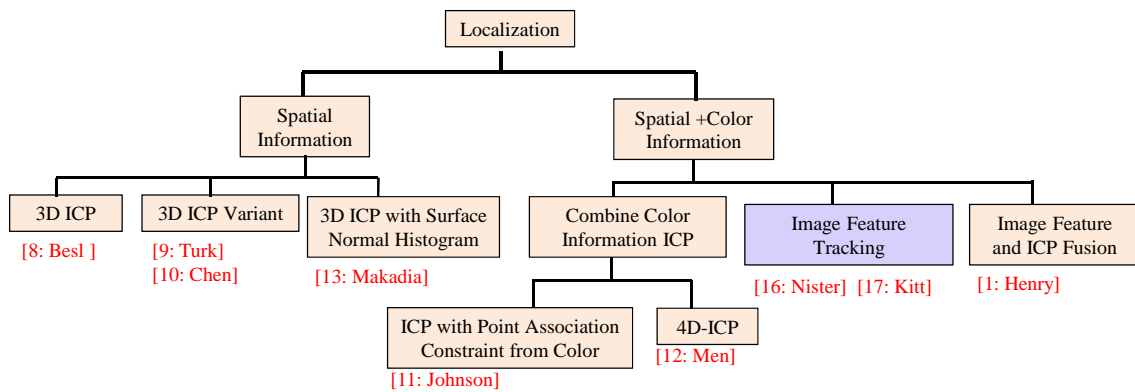 Localization
Spatial
Information
Spatial +Color
Information
3D ICP
3D ICP Variant
3D ICP with Surface
Normal Histogram
Combine Color
Information ICP
Image Feature
Tracking
Image Feature
and ICP Fusion
[8: Besl ]
[9: Turk]
[10: Chen]
[13: Makadia]
[16: Nister] [17: Kitt]
[1: Henry]
ICP with Point Association
Constraint from Color
4D-ICP
[11: Johnson]
[12: Men]